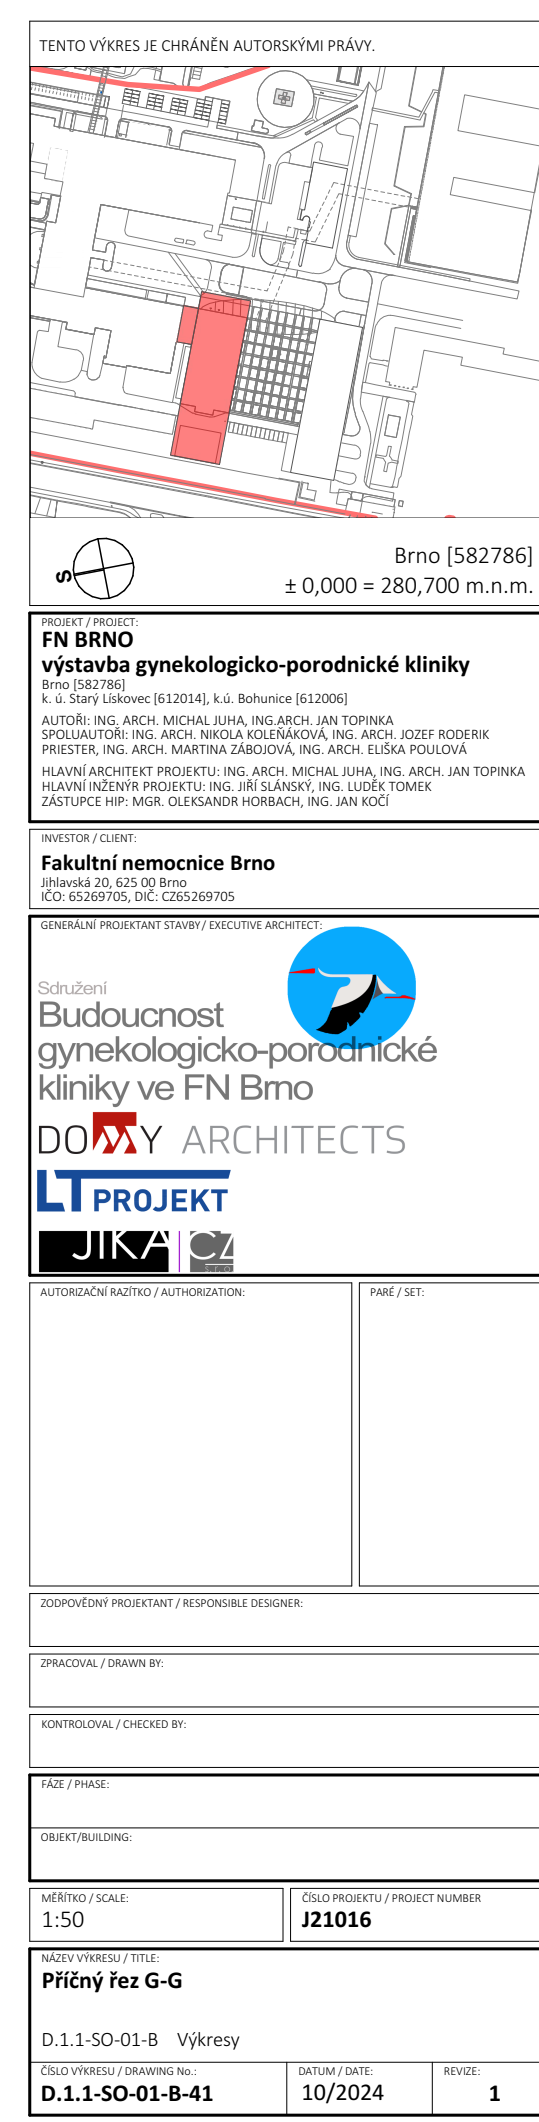 TENTO VÝKRES JE CHRÁNĚN AUTORSKÝMI PRÁVY.
S
Brno [582786]
± 0,000 = 280,700 m.n.m.
PROJEKT / PROJECT:
FN BRNO
výstavba gynekologicko-porodnické kliniky
Brno [582786]
k. ú. Starý Lískovec [612014], k.ú. Bohunice [612006]
AUTOŘI: ING. ARCH. MICHAL JUHA, ING.ARCH. JAN TOPINKA
SPOLUAUTOŘI: ING. ARCH. NIKOLA KOLEŇÁKOVÁ, ING. ARCH. JOZEF RODERIK
PRIESTER, ING. ARCH. MARTINA ZÁBOJOVÁ, ING. ARCH. ELIŠKA POULOVÁ
HLAVNÍ ARCHITEKT PROJEKTU: ING. ARCH. MICHAL JUHA, ING. ARCH. JAN TOPINKA
HLAVNÍ INŽENÝR PROJEKTU: ING. JIŘÍ SLÁNSKÝ, ING. LUDĚK TOMEK
ZÁSTUPCE HIP: MGR. OLEKSANDR HORBACH, ING. JAN KOČÍ
INVESTOR / CLIENT:
Fakultní nemocnice Brno
Jihlavská 20, 625 00 Brno
IČO: 65269705, DIČ: CZ65269705
GENERÁLNÍ PROJEKTANT STAVBY / EXECUTIVE ARCHITECT:
Sdružení
Budoucnost
gynekologicko-porodnické
kliniky ve FN Brno
DOMY ARCHITECTS
LT PROJEKT
JIKA CZ
s.r.o.
AUTORIZAČNÍ RAZÍTKO / AUTHORIZATION:
PARÉ / SET:
ZODPOVĚDNÝ PROJEKTANT / RESPONSIBLE DESIGNER:
ZPRACOVAL / DRAWN BY:
KONTROLOVAL / CHECKED BY:
FÁZE / PHASE:
OBJEKT/BUILDING:
MĚŘÍTKO / SCALE:
1:50
ČÍSLO PROJEKTU / PROJECT NUMBER
J21016
NÁZEV VÝKRESU / TITLE:
Příčný řez G-G
D.1.1-SO-01-B Výkresy
ČÍSLO VÝKRESU / DRAWING No.:
D.1.1-SO-01-B-41
DATUM / DATE:
10/2024
REVIZE:
1